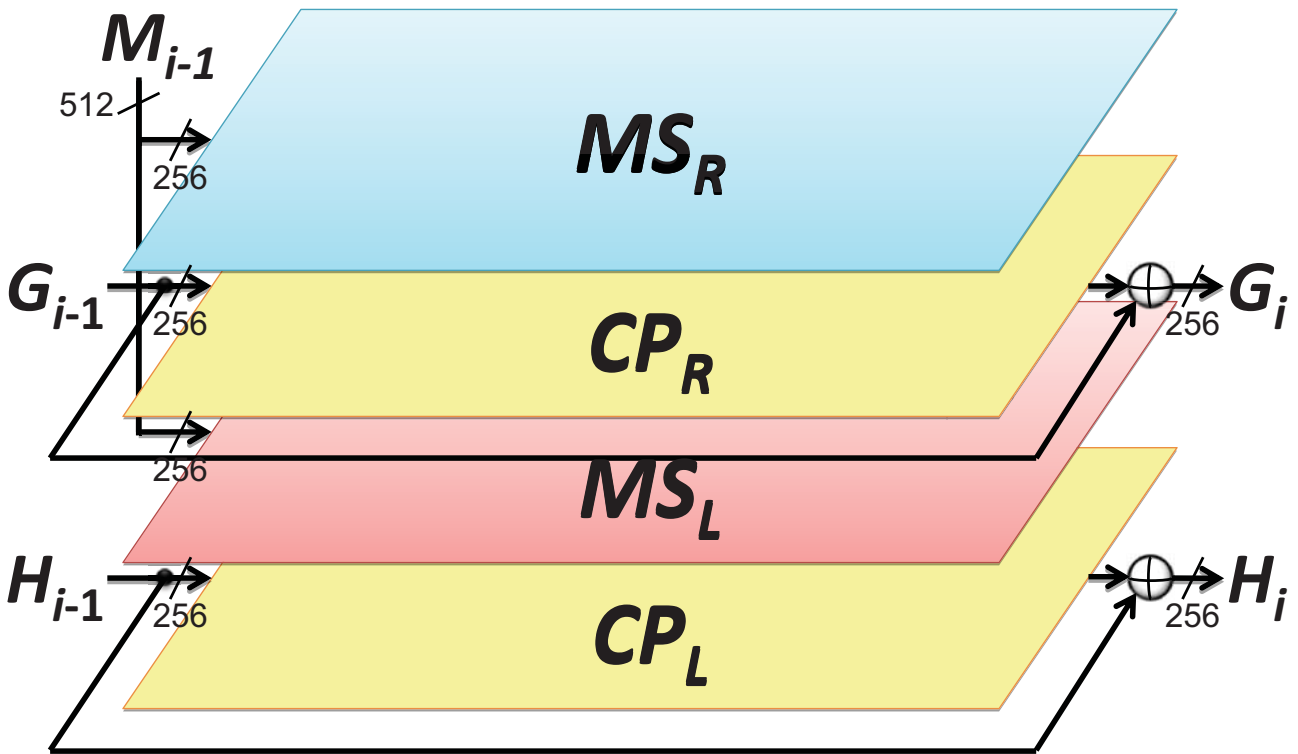 M_{i-1}
512
256
MS_R
G_{i-1}
256
CP_R
256
G_i
256
MS_L
H_{i-1}
256
CP_L
256
H_i